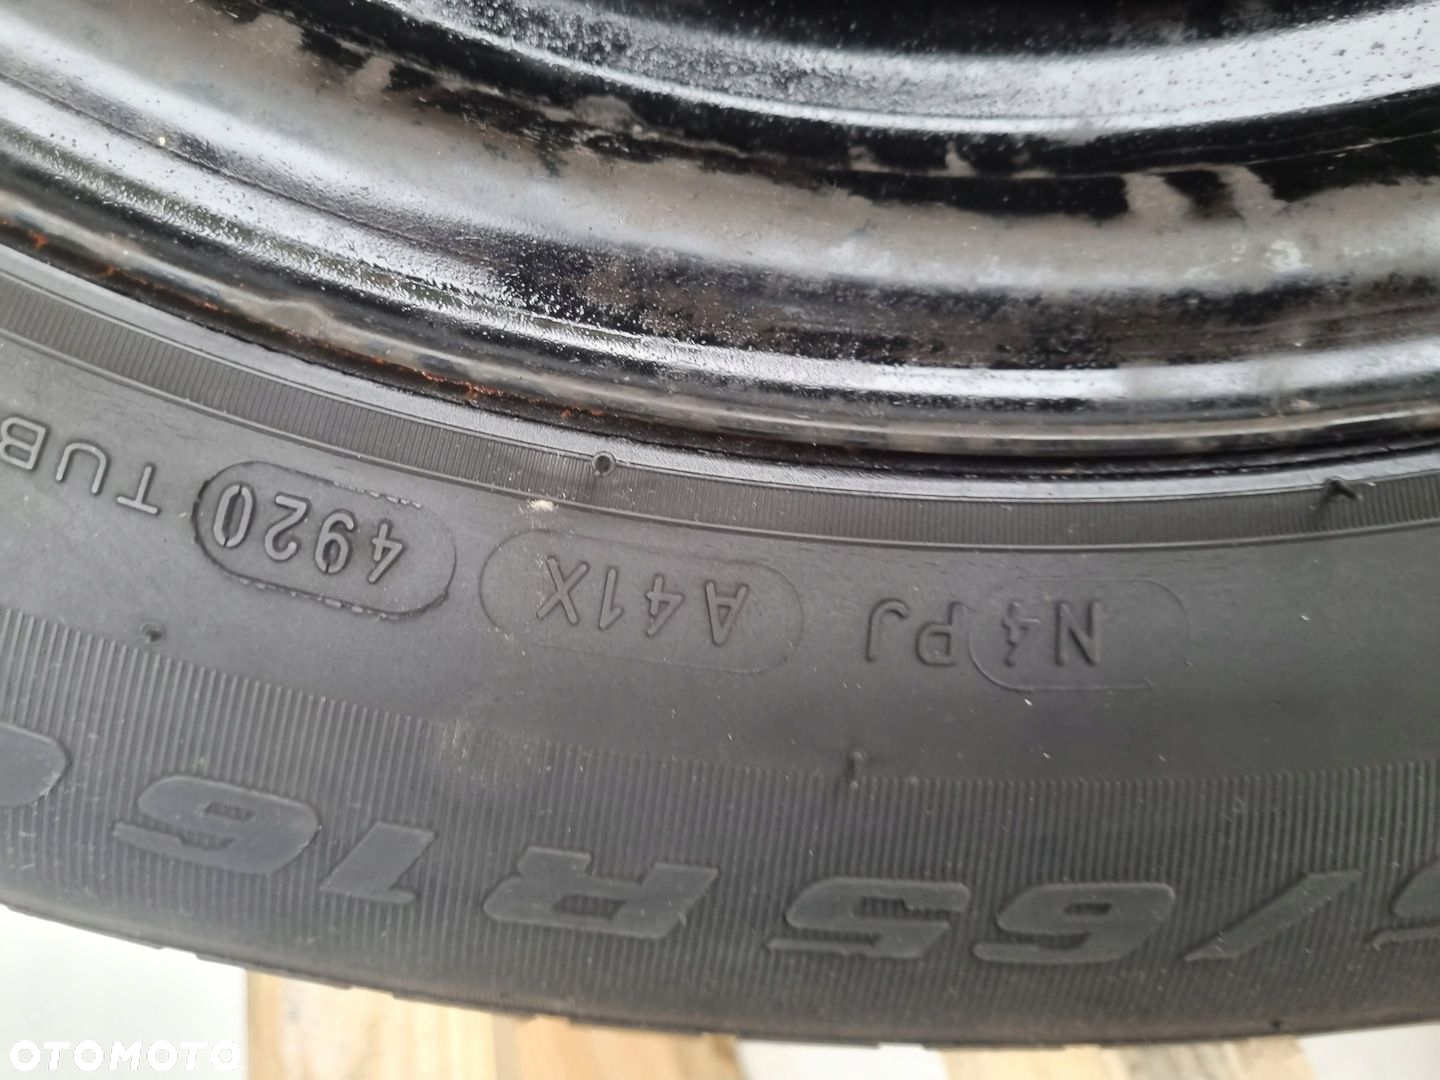 /65 R16
N4PJ A41X 4920 TUB
OTOMOTO